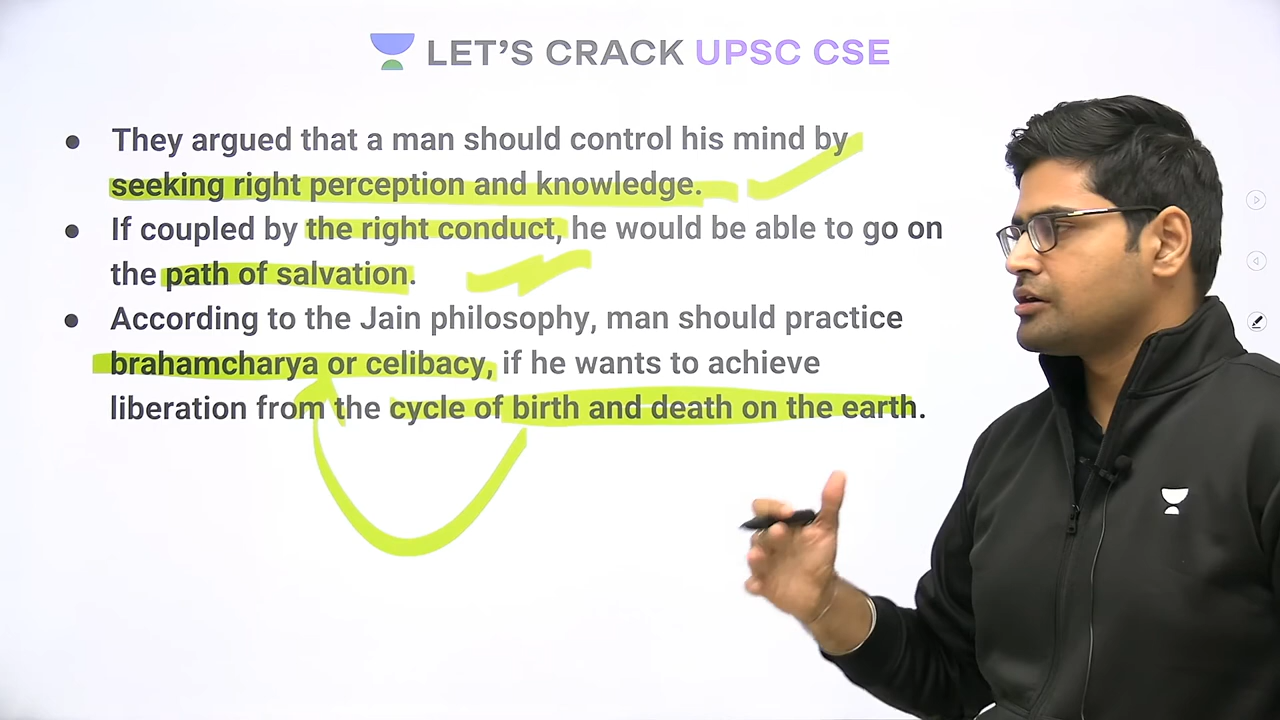 LET'S CRACK UPSC CSE
● They argued that a man should control his mind by
seeking right perception and knowledge.
● If coupled by the right conduct, he would be able to go on
the path of salvation.
● According to the Jain philosophy, man should practice
brahamcharya or celibacy, if he wants to achieve
liberation from the cycle of birth and death on the earth.